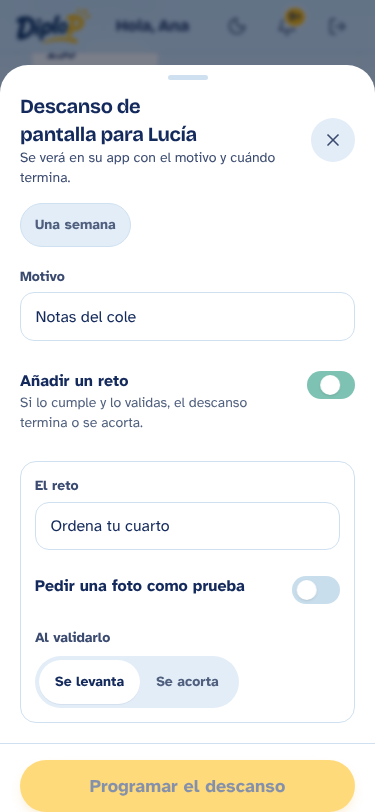 Diplo
Hola, Ana
Descanso de
pantalla para Lucía
Se verá en su app con el motivo y cuándo
termina.
Una semana
Motivo
Notas del cole
Añadir un reto
Si lo cumple y lo validas, el descanso
termina o se acorta.
El reto
Ordena tu cuarto
Pedir una foto como prueba
Al validarlo
Se levanta
Se acorta
Programar el descanso